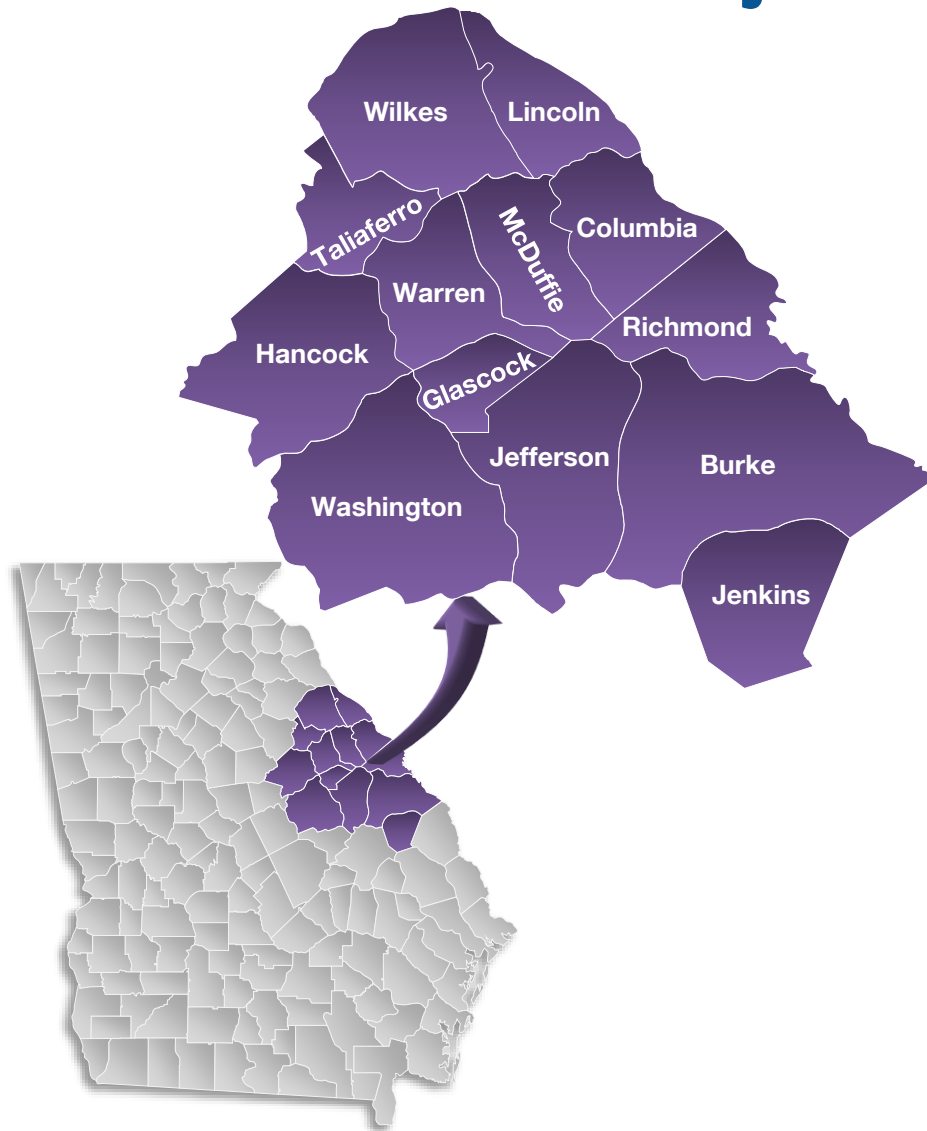 Wilkes
Lincoln
Taliaferro
McDuffie
Columbia
Warren
Richmond
Hancock
Glascock
Jefferson
Burke
Washington
Jenkins